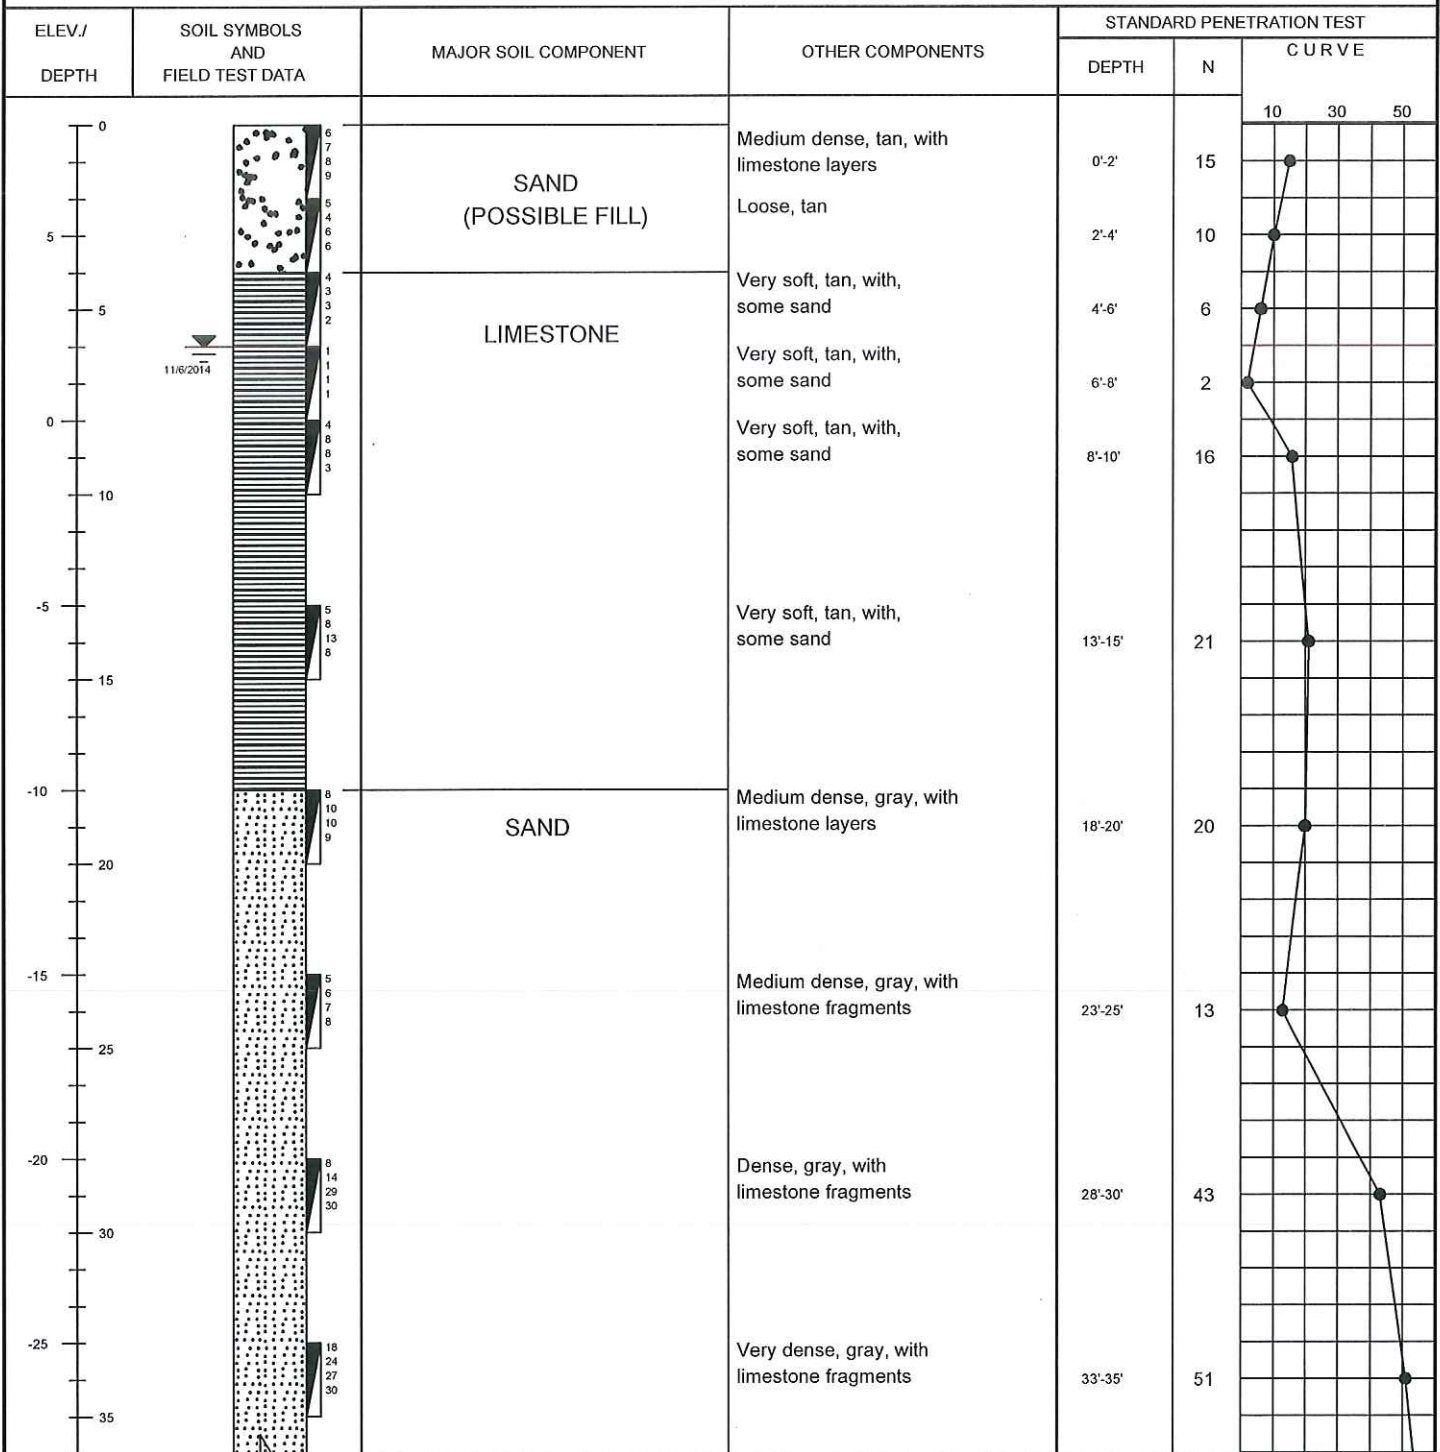 ELEV./
DEPTH
SOIL SYMBOLS
AND
FIELD TEST DATA
MAJOR SOIL COMPONENT
OTHER COMPONENTS
STANDARD PENETRATION TEST
DEPTH
N
CURVE
10 30 50
0
6
7
8
9
SAND
(POSSIBLE FILL)
Medium dense, tan, with
limestone layers
0'-2' 15
5
4
6
6
Loose, tan
5
2'-4' 10
4
3
3
2
LIMESTONE
Very soft, tan, with,
some sand
5
4'-6' 6
11/6/2014
1
1
1
1
Very soft, tan, with,
some sand
6'-8' 2
0
4
8
8
3
Very soft, tan, with,
some sand
8'-10' 16
10
-5
5
8
13
8
Very soft, tan, with,
some sand
13'-15' 21
15
-10
8
10
10
9
SAND
Medium dense, gray, with
limestone layers
18'-20' 20
20
-15
5
6
7
8
Medium dense, gray, with
limestone fragments
23'-25' 13
25
-20
8
14
29
30
Dense, gray, with
limestone fragments
28'-30' 43
30
-25
18
24
27
30
Very dense, gray, with
limestone fragments
33'-35' 51
35